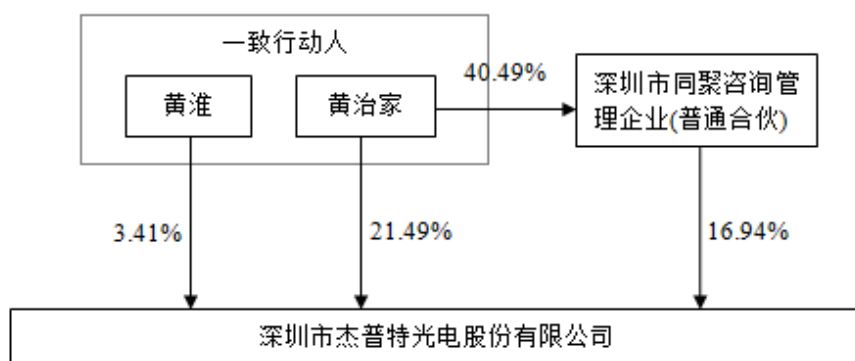 一致行动人
黄淮
黄治家
40.49%
深圳市同聚咨询管
理企业(普通合伙)
3.41%
21.49%
16.94%
深圳市杰普特光电股份有限公司